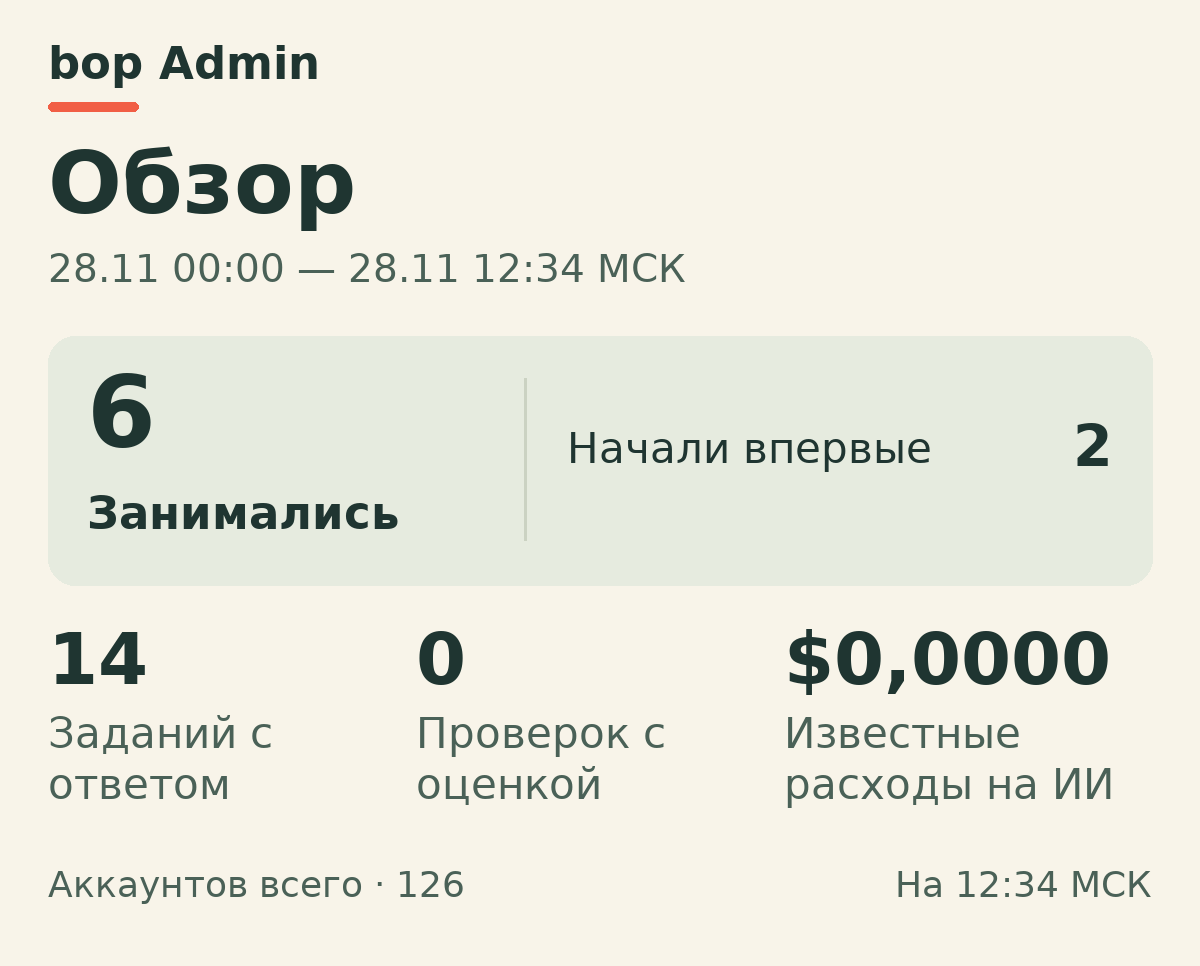 bop Admin
Обзор
28.11 00:00 — 28.11 12:34 МСК
6
Занимались
Начали впервые 2
14
Заданий с
ответом
0
Проверок с
оценкой
$0,0000
Известные
расходы на ИИ
Аккаунтов всего · 126
На 12:34 МСК